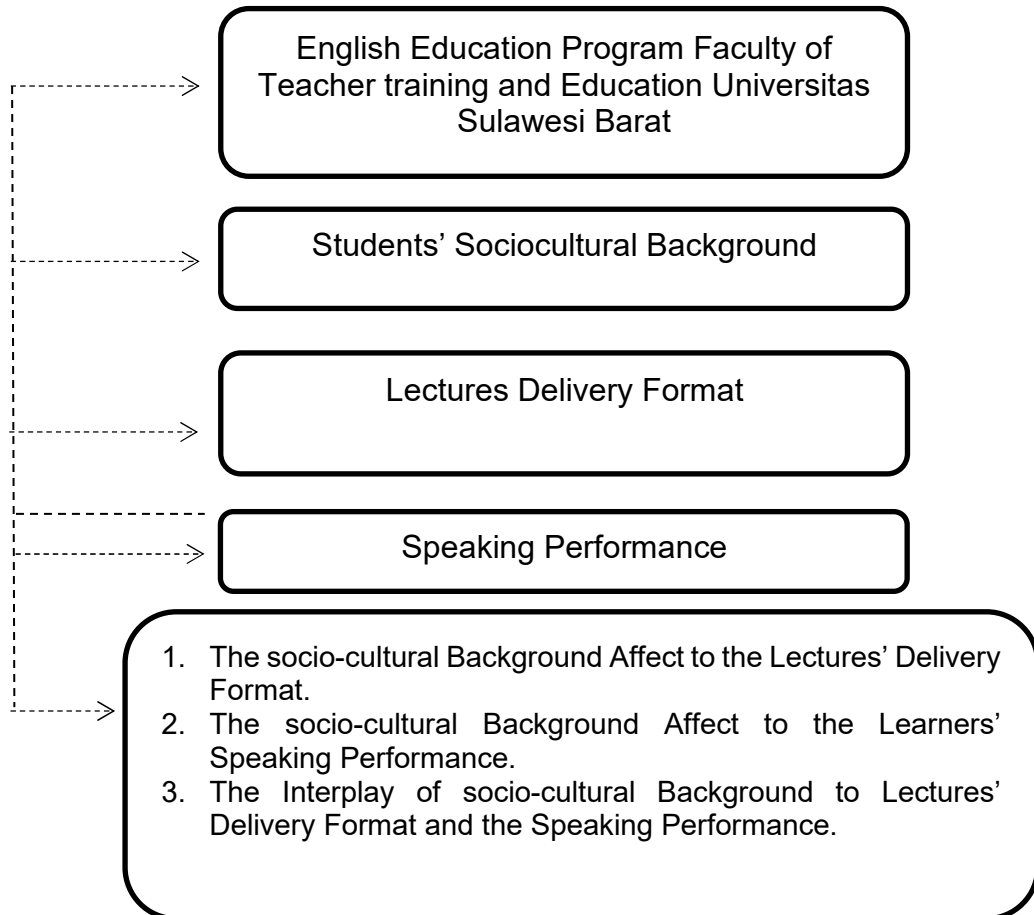 English Education Program Faculty of
Teacher training and Education Universitas
Sulawesi Barat
Students’ Sociocultural Background
Lectures Delivery Format
Speaking Performance
1. The socio-cultural Background Affect to the Lectures’ Delivery
Format.
2. The socio-cultural Background Affect to the Learners’
Speaking Performance.
3. The Interplay of socio-cultural Background to Lectures’
Delivery Format and the Speaking Performance.